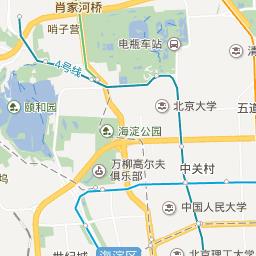 肖家河桥
哨子营
电瓶车站
4号线
清
颐和园
北京大学
五道
海淀公园
万柳高尔夫
俱乐部
中关村
坞
中国人民大学
世纪城
海淀区
北京理工大学